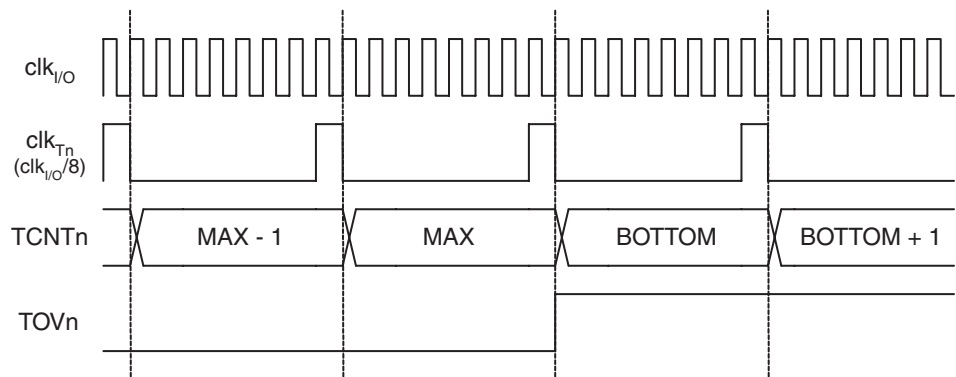 clkI/O
clkTn
(clkI/O/8)
TCNTn
MAX - 1
MAX
BOTTOM
BOTTOM + 1
TOVn